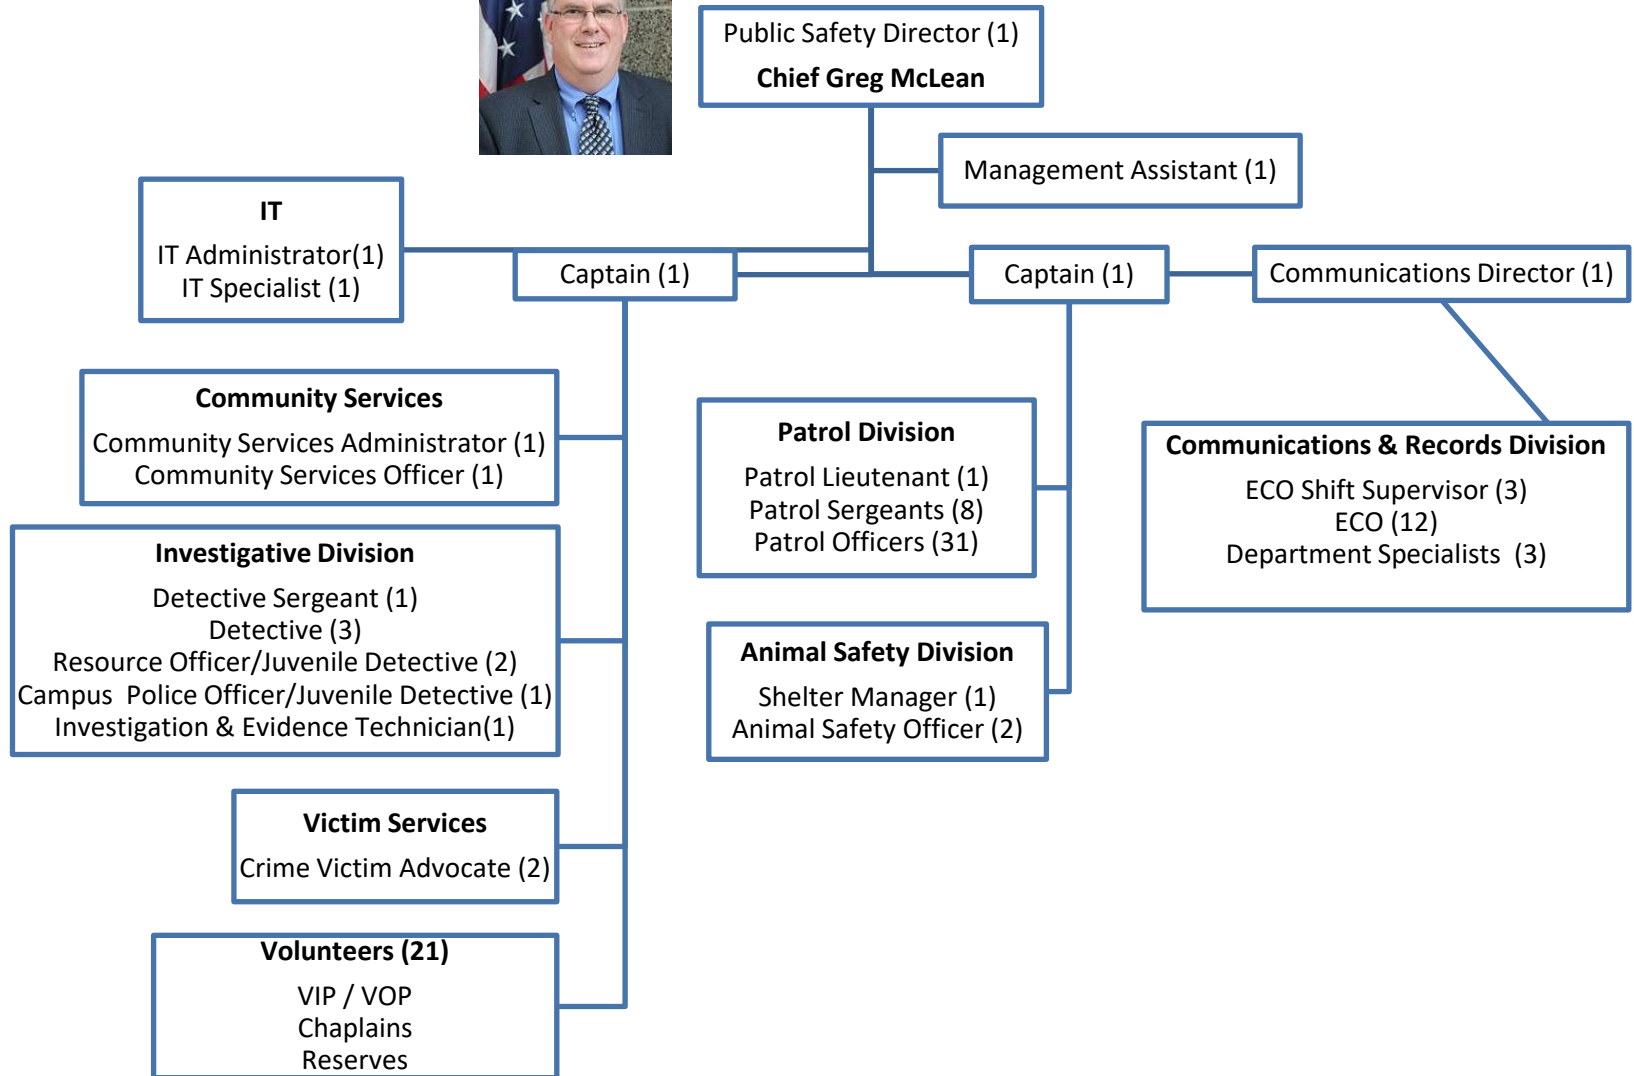 Public Safety Director (1)
Chief Greg McLean
Management Assistant (1)
IT
IT Administrator(1)
IT Specialist (1)
Captain (1)
Captain (1)
Communications Director (1)
Community Services
Community Services Administrator (1)
Community Services Officer (1)
Patrol Division
Patrol Lieutenant (1)
Patrol Sergeants (8)
Patrol Officers (31)
Communications & Records Division
ECO Shift Supervisor (3)
ECO (12)
Department Specialists  (3)
Investigative Division
Detective Sergeant (1)
Detective (3)
Resource Officer/Juvenile Detective (2)
Campus  Police Officer/Juvenile Detective (1)
Investigation & Evidence Technician(1)
Animal Safety Division
Shelter Manager (1)
Animal Safety Officer (2)
Victim Services
Crime Victim Advocate (2)
Volunteers (21)
VIP / VOP
Chaplains
Reserves